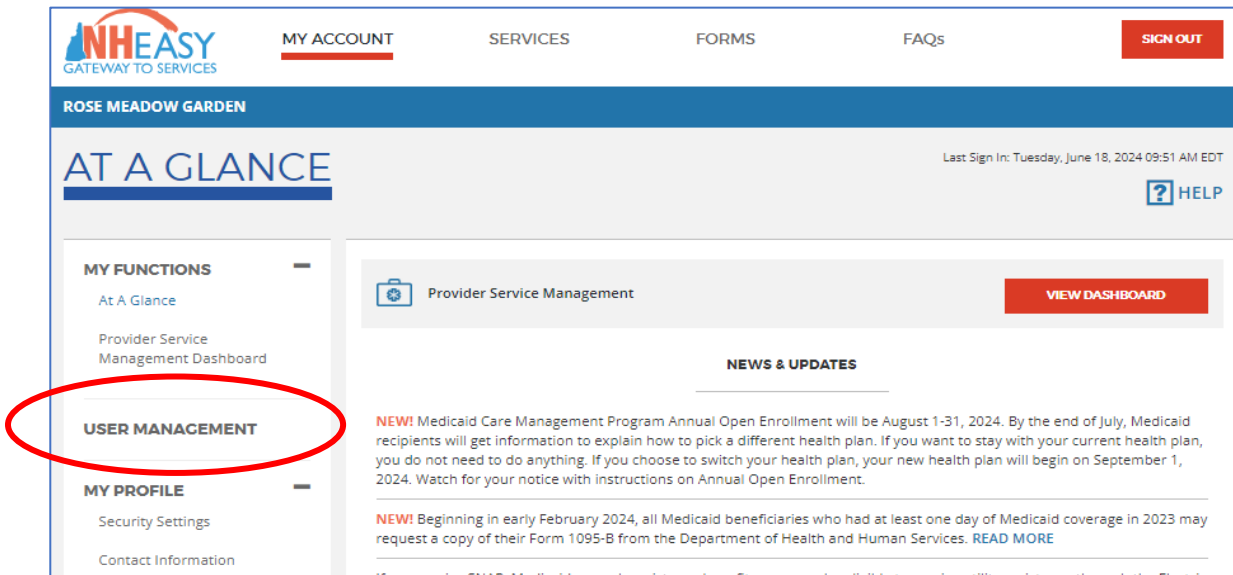 NHEASY
GATEWAY TO SERVICES
MY ACCOUNT
SERVICES
FORMS
FAQs
SIGN OUT
ROSE MEADOW GARDEN
AT A GLANCE
Last Sign In: Tuesday, June 18, 2024 09:51 AM EDT
? HELP
MY FUNCTIONS
At A Glance
Provider Service
Management Dashboard
USER MANAGEMENT
MY PROFILE
Security Settings
Contact Information
Provider Service Management
VIEW DASHBOARD
NEWS & UPDATES
NEW! Medicaid Care Management Program Annual Open Enrollment will be August 1-31, 2024. By the end of July, Medicaid
recipients will get information to explain how to pick a different health plan. If you want to stay with your current health plan,
you do not need to do anything. If you choose to switch your health plan, your new health plan will begin on September 1,
2024. Watch for your notice with instructions on Annual Open Enrollment.
NEW! Beginning in early February 2024, all Medicaid beneficiaries who had at least one day of Medicaid coverage in 2023 may
request a copy of their Form 1095-B from the Department of Health and Human Services. READ MORE